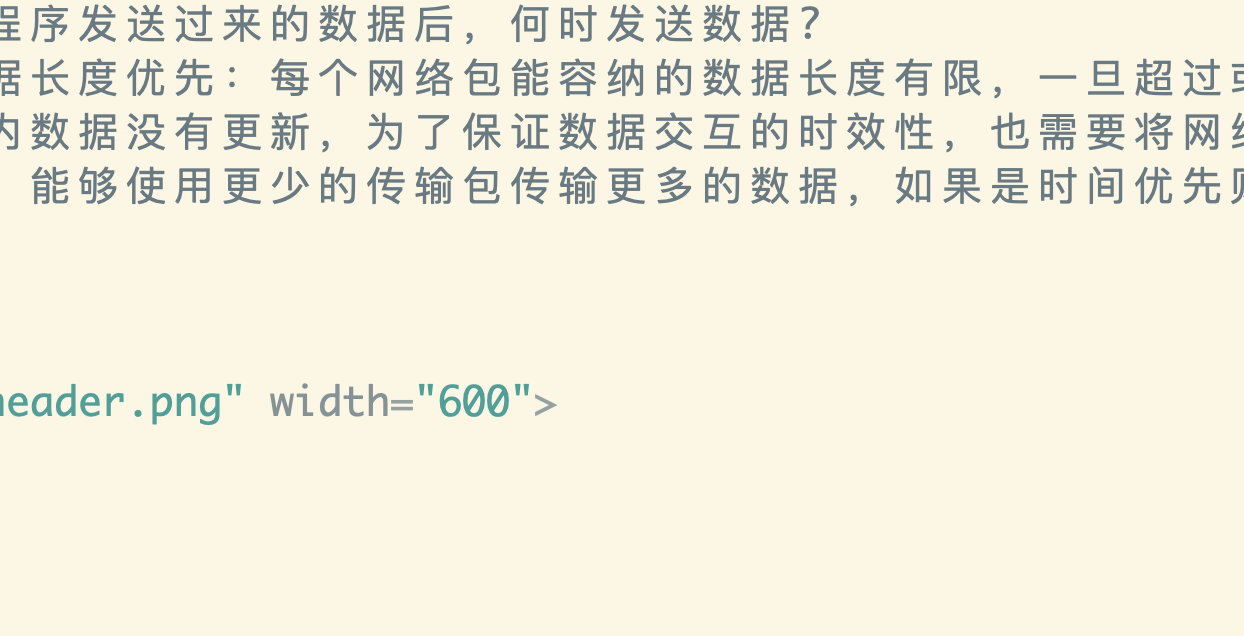 程序发送过来的数据后，何时发送数据？
据长度优先：每个网络包能容纳的数据长度有限，一旦超过
内数据没有更新，为了保证数据交互的时效性，也需要将网
，能够使用更少的传输包传输更多的数据，如果是时间优先
header.png" width="600">